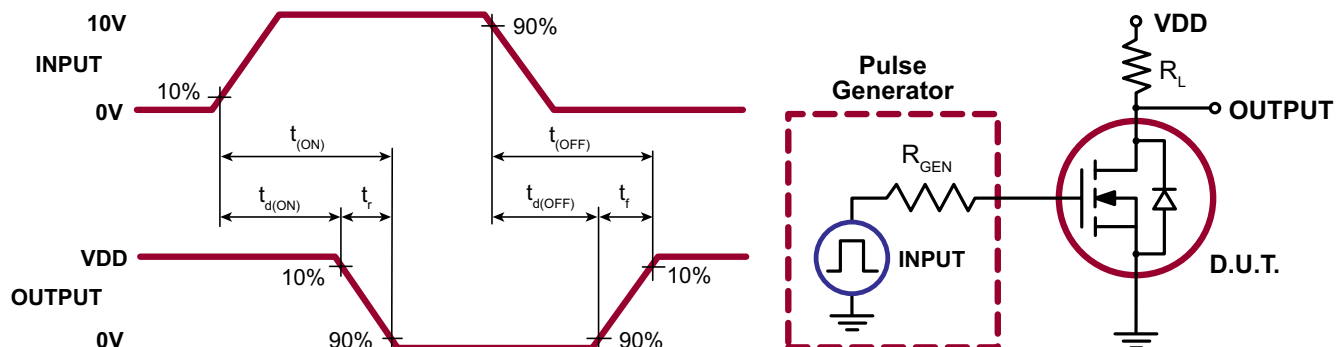 10V
INPUT
0V
10%
90%
t(ON)
t(OFF)
td(ON)
tr
td(OFF)
tf
VDD
OUTPUT
0V
10%
90%
90%
10%
Pulse
Generator
RGEN
INPUT
VDD
RL
OUTPUT
D.U.T.